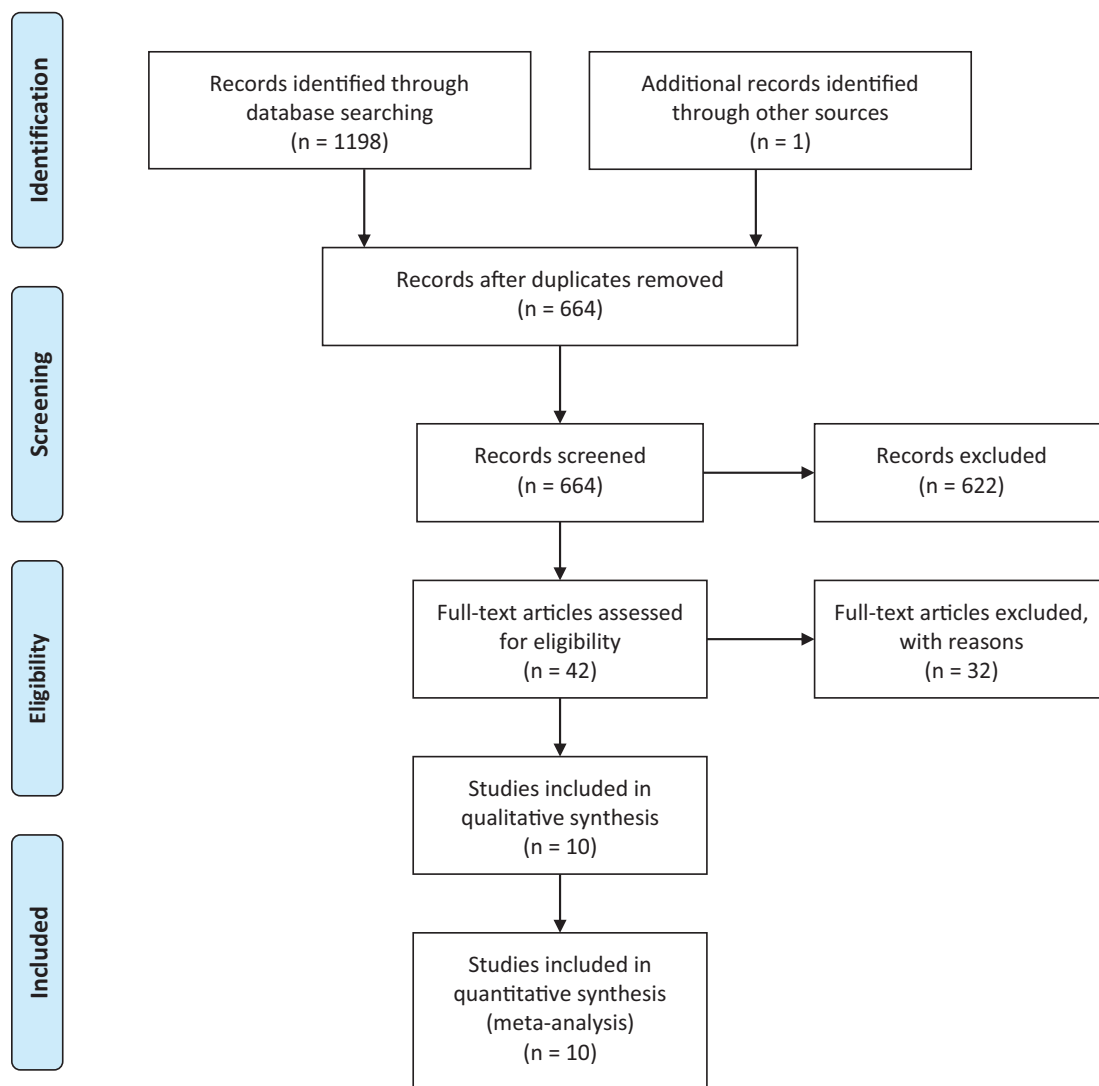 Identification
Records identified through
database searching
(n = 1198)
Additional records identified
through other sources
(n = 1)
Records after duplicates removed
(n = 664)
Screening
Records screened
(n = 664)
Records excluded
(n = 622)
Eligibility
Full-text articles assessed
for eligibility
(n = 42)
Full-text articles excluded,
with reasons
(n = 32)
Studies included in
qualitative synthesis
(n = 10)
Included
Studies included in
quantitative synthesis
(meta-analysis)
(n = 10)